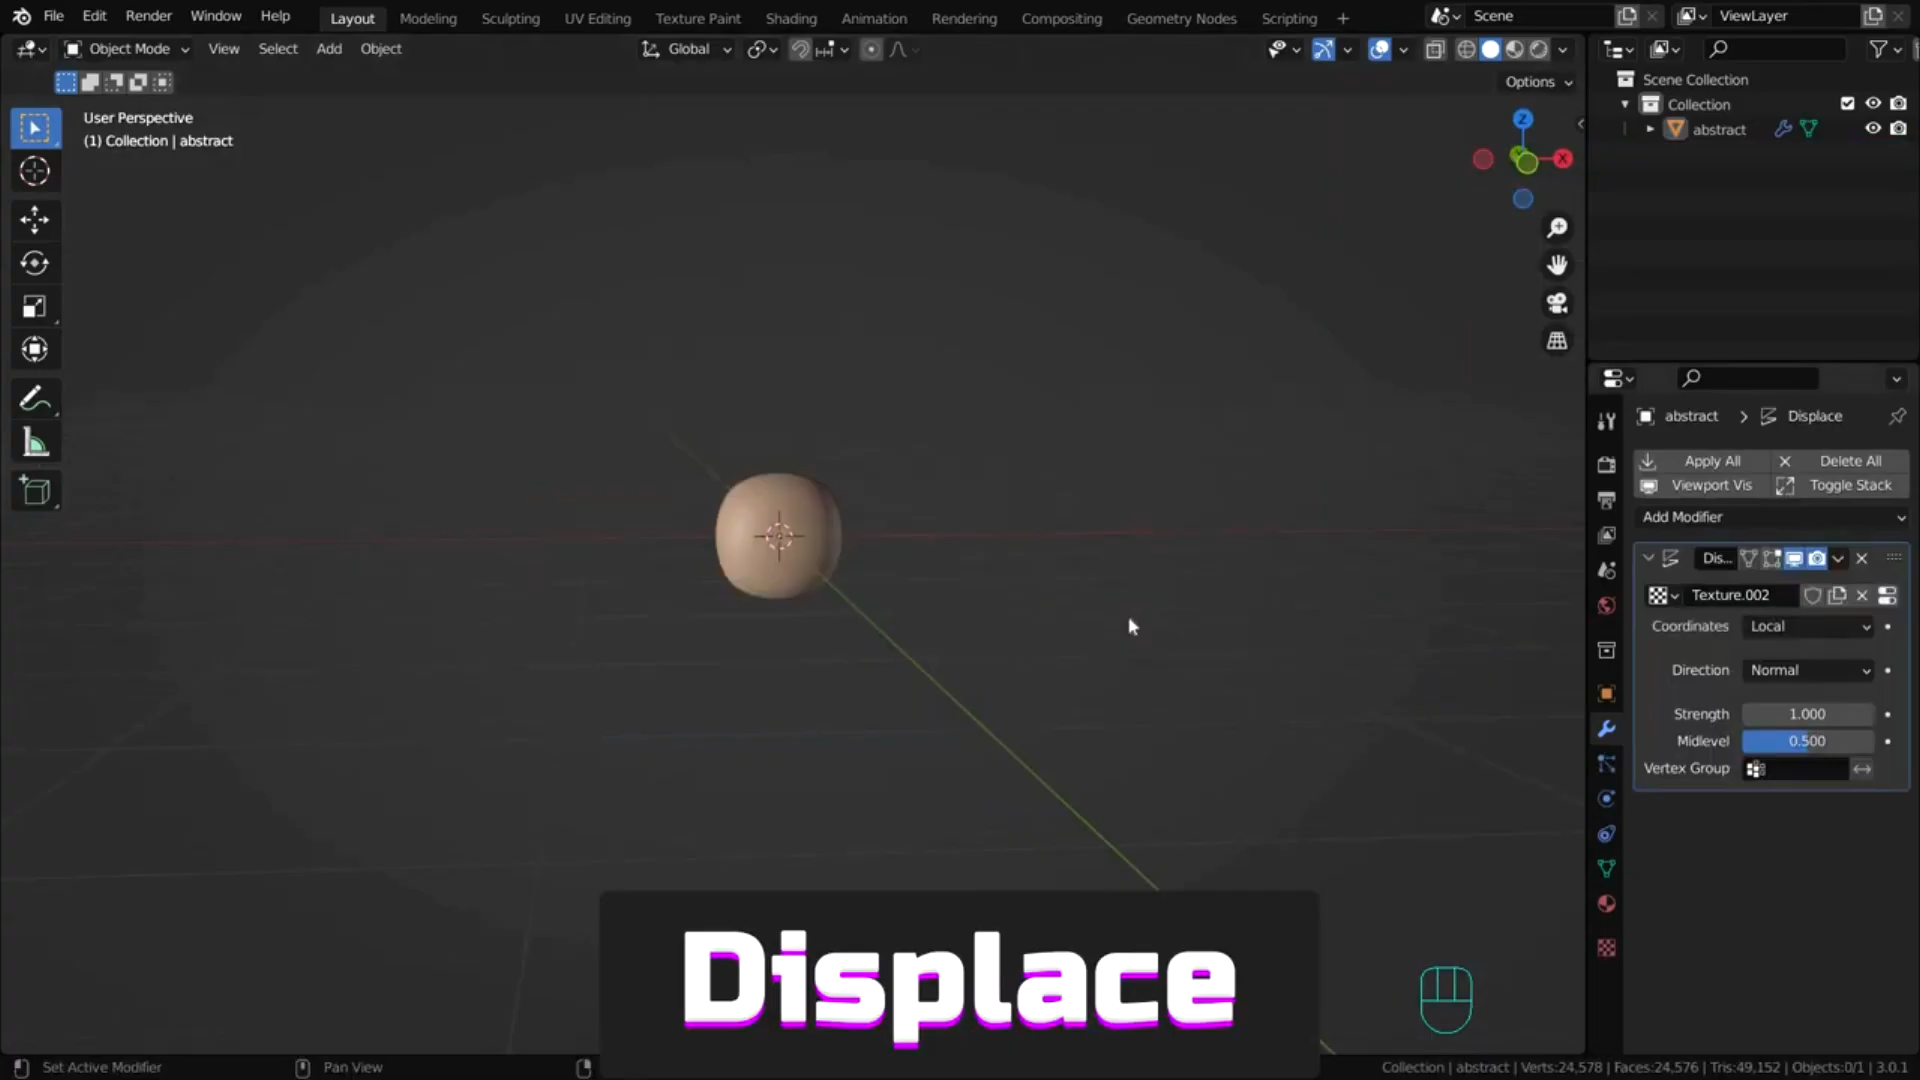 File Edit Render Window Help Layout Modeling Sculpting UV Editing Texture Paint Shading Animation Rendering Compositing Geometry Nodes Scripting + Scene ViewLayer
Object Mode View Select Add Object Global
Options
User Perspective
(1) Collection | abstract
Z
X
Scene Collection
Collection
abstract
abstract > Displace
Apply All Delete All
Viewport Vis Toggle Stack
Add Modifier
Dis...
Texture.002
Coordinates Local
Direction Normal
Strength 1.000
Midlevel 0.500
Vertex Group
Displace
Set Active Modifier Pan View Collection | abstract | Verts:24,578 | Faces:24,576 | Tris:49,152 | Objects:0/1 | 3.0.1